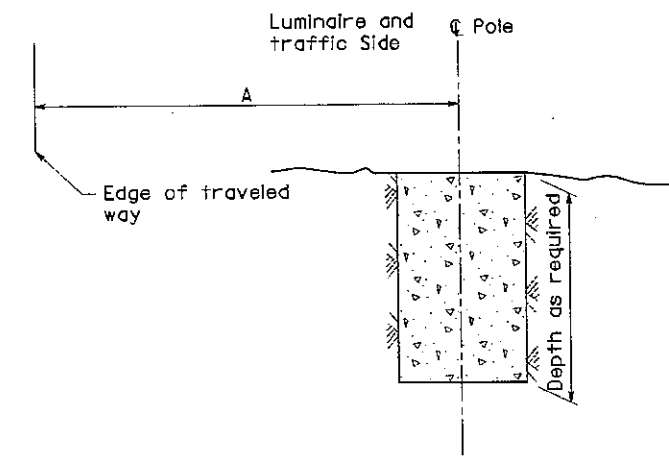 Luminaire and
traffic Side
℄ Pole
A
Edge of traveled
way
Depth as required